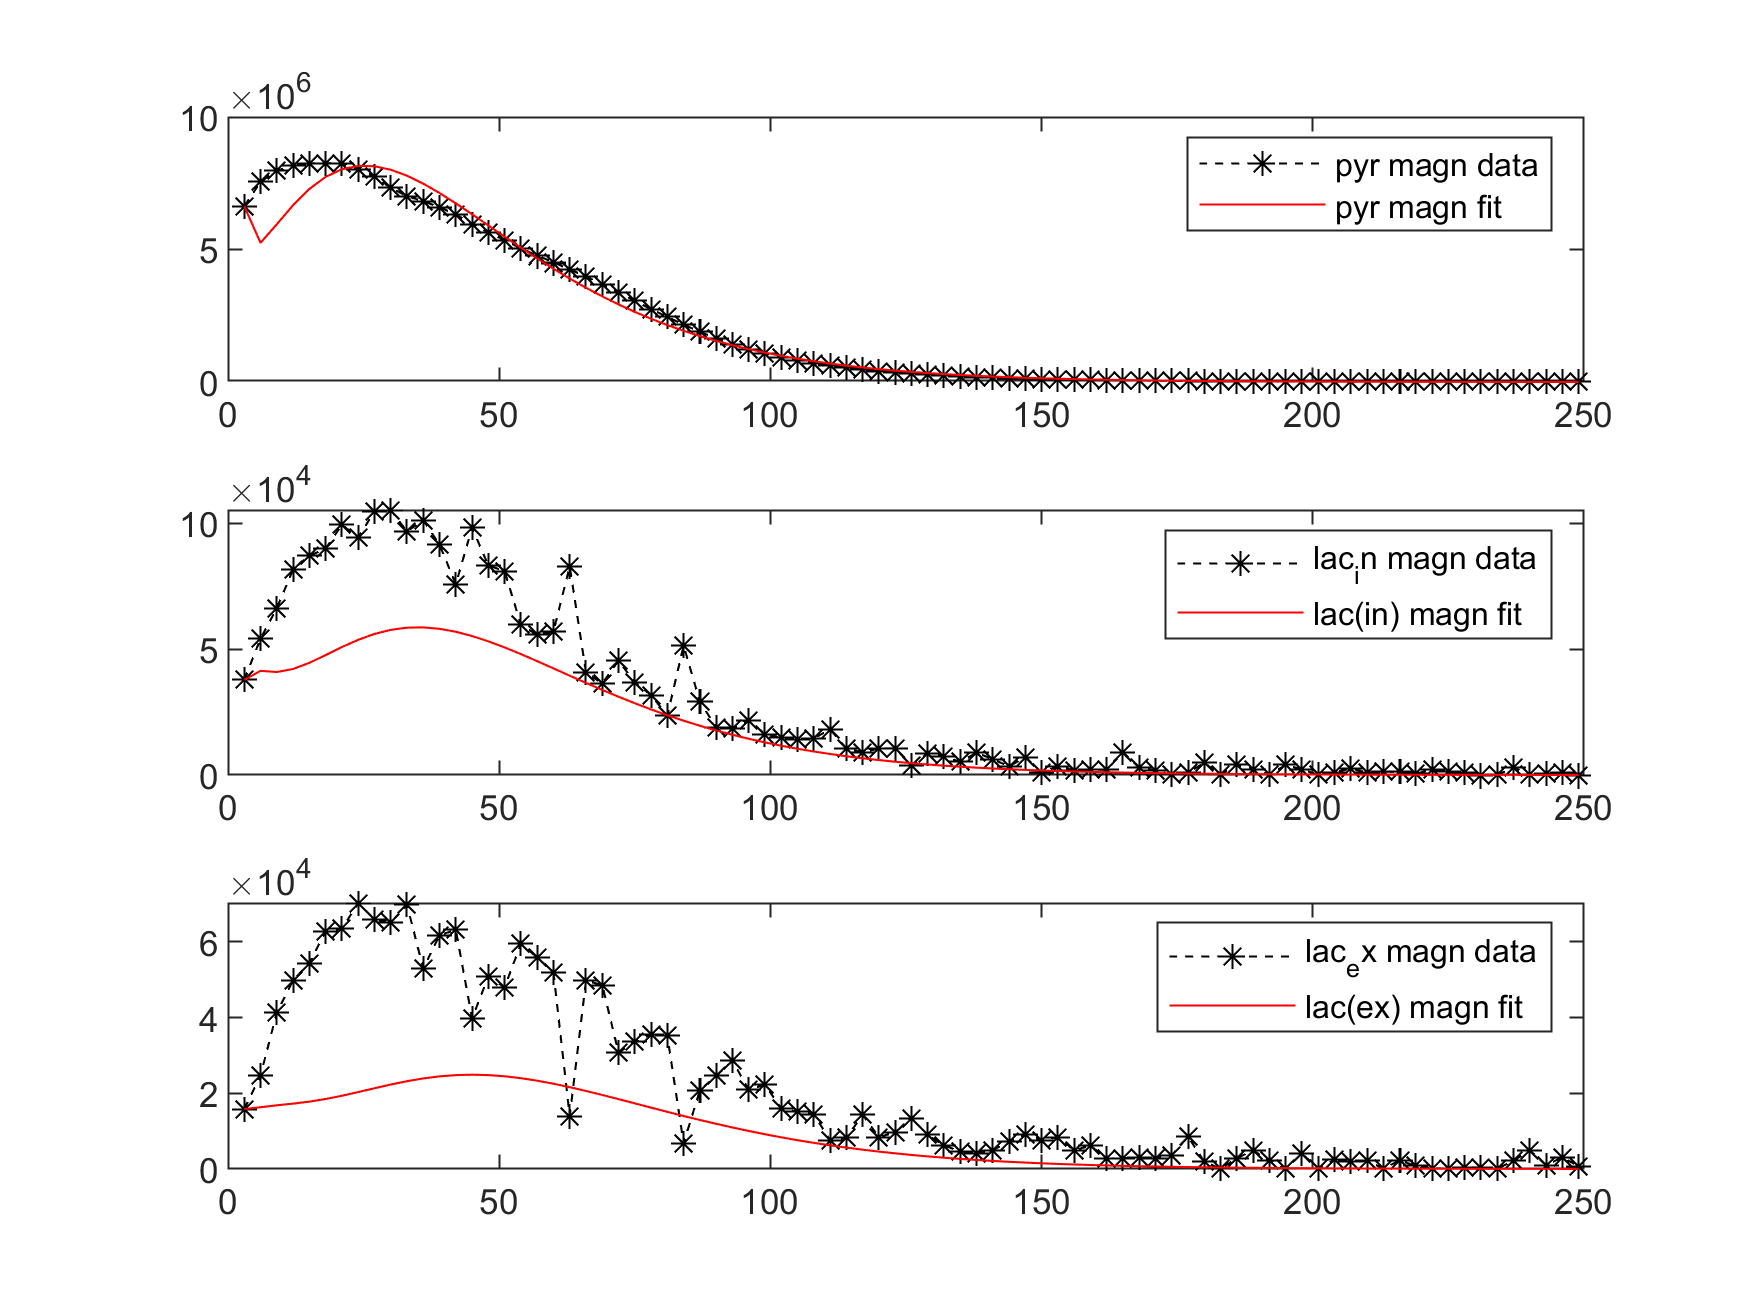 ×10⁶
10
5
0
0 50 100 150 200 250
pyr magn data
pyr magn fit
×10⁴
10
5
0
0 50 100 150 200 250
lacᵢn magn data
lac(in) magn fit
×10⁴
6
4
2
0
0 50 100 150 200 250
lacₑx magn data
lac(ex) magn fit